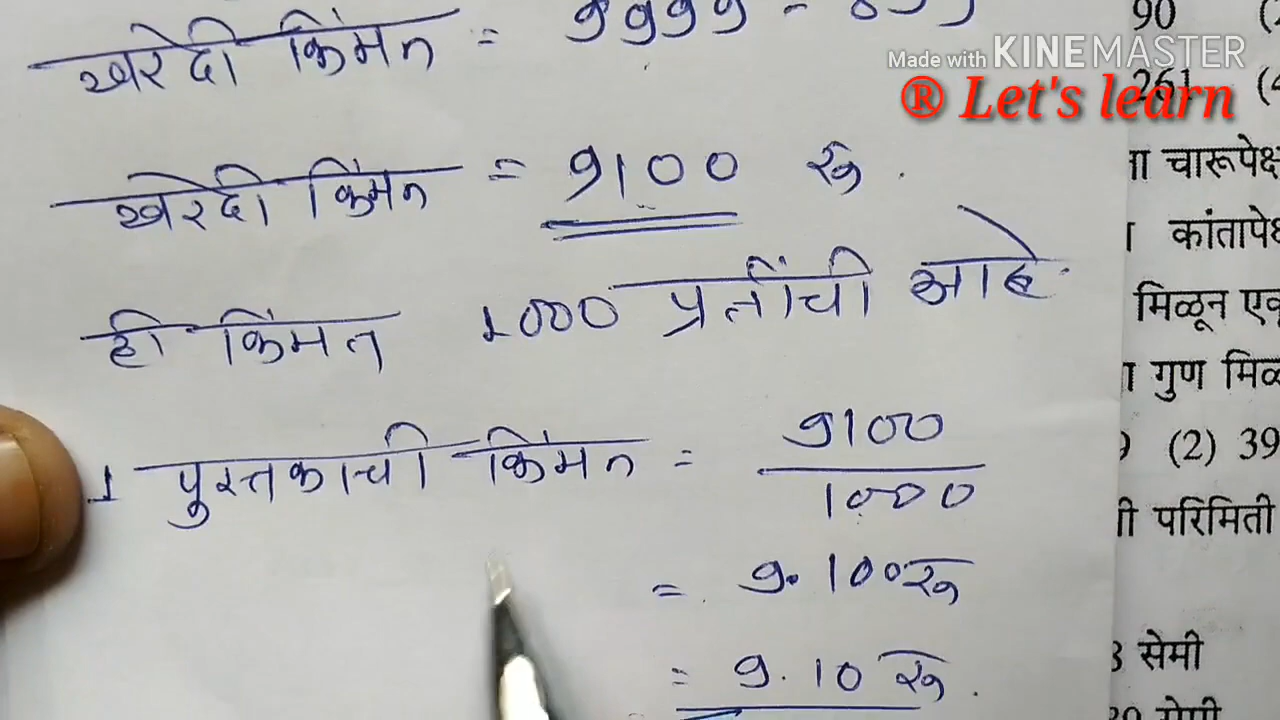 खरेदी किंमत = 9999 - 899
90
Made with KINEMASTER
® Let's learn
261
खरेदी किंमत = 9100 रु.
चारूपेक्ष
कांतापे
ही किंमत 1000 प्रतींची आहे.
मिळून एक
गुण मिळ
1 पुस्तकाची किंमत = 9100
1000
(2) 39
परिमिती
= 9.100 रु
= 9.10 रु.
सेमी